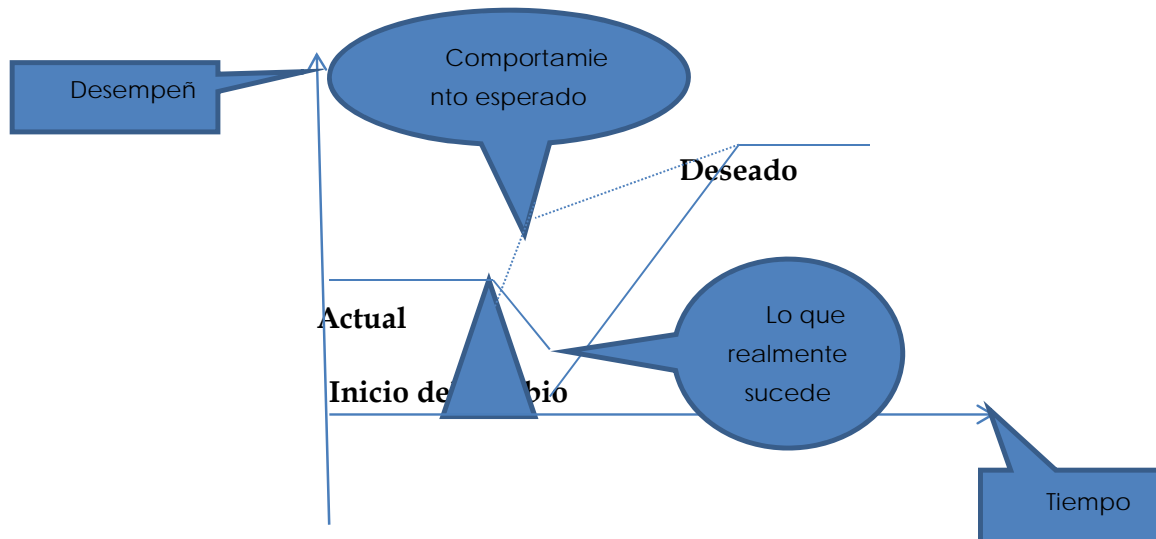 Comportamie
nto esperado
Desempeñ
Deseado
Actual
Lo que
realmente
sucede
Inicio de bio
Tiempo